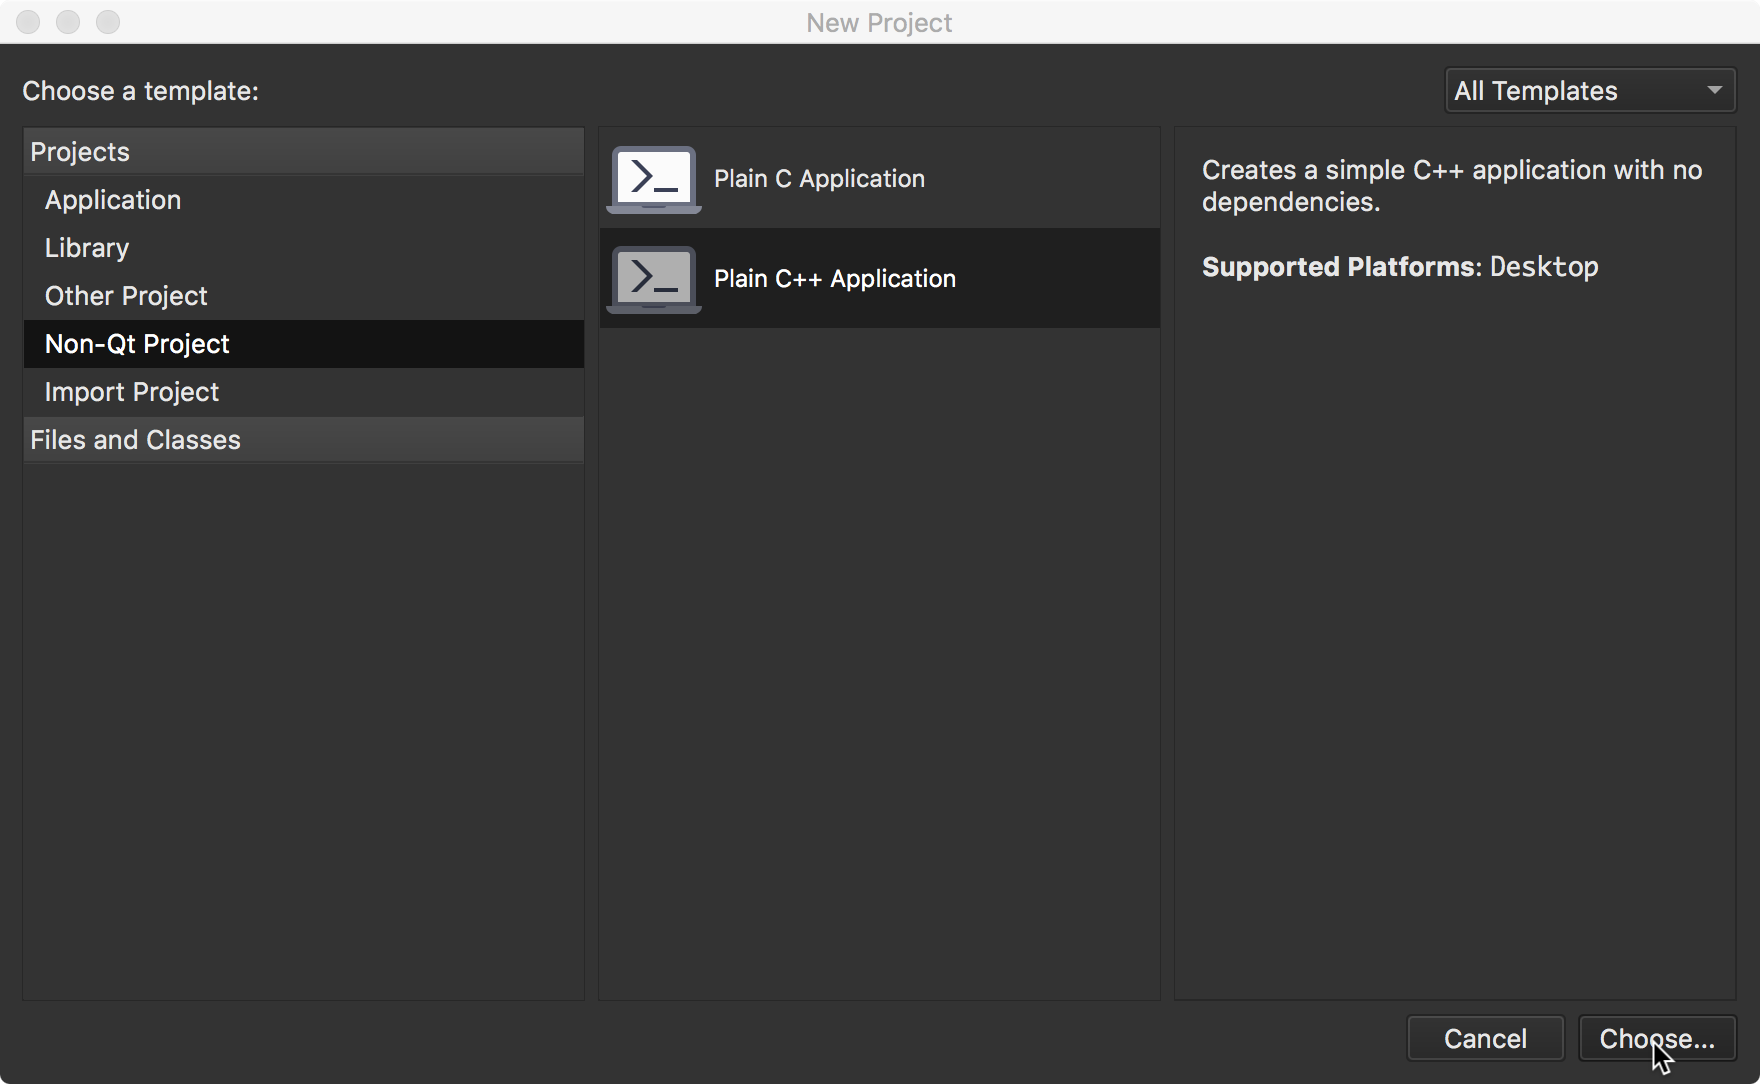 New Project
Choose a template:
All Templates
Projects
Application
Library
Other Project
Non-Qt Project
Import Project
Files and Classes
Plain C Application
Plain C++ Application
Creates a simple C++ application with no
dependencies.
Supported Platforms: Desktop
Cancel
Choose...